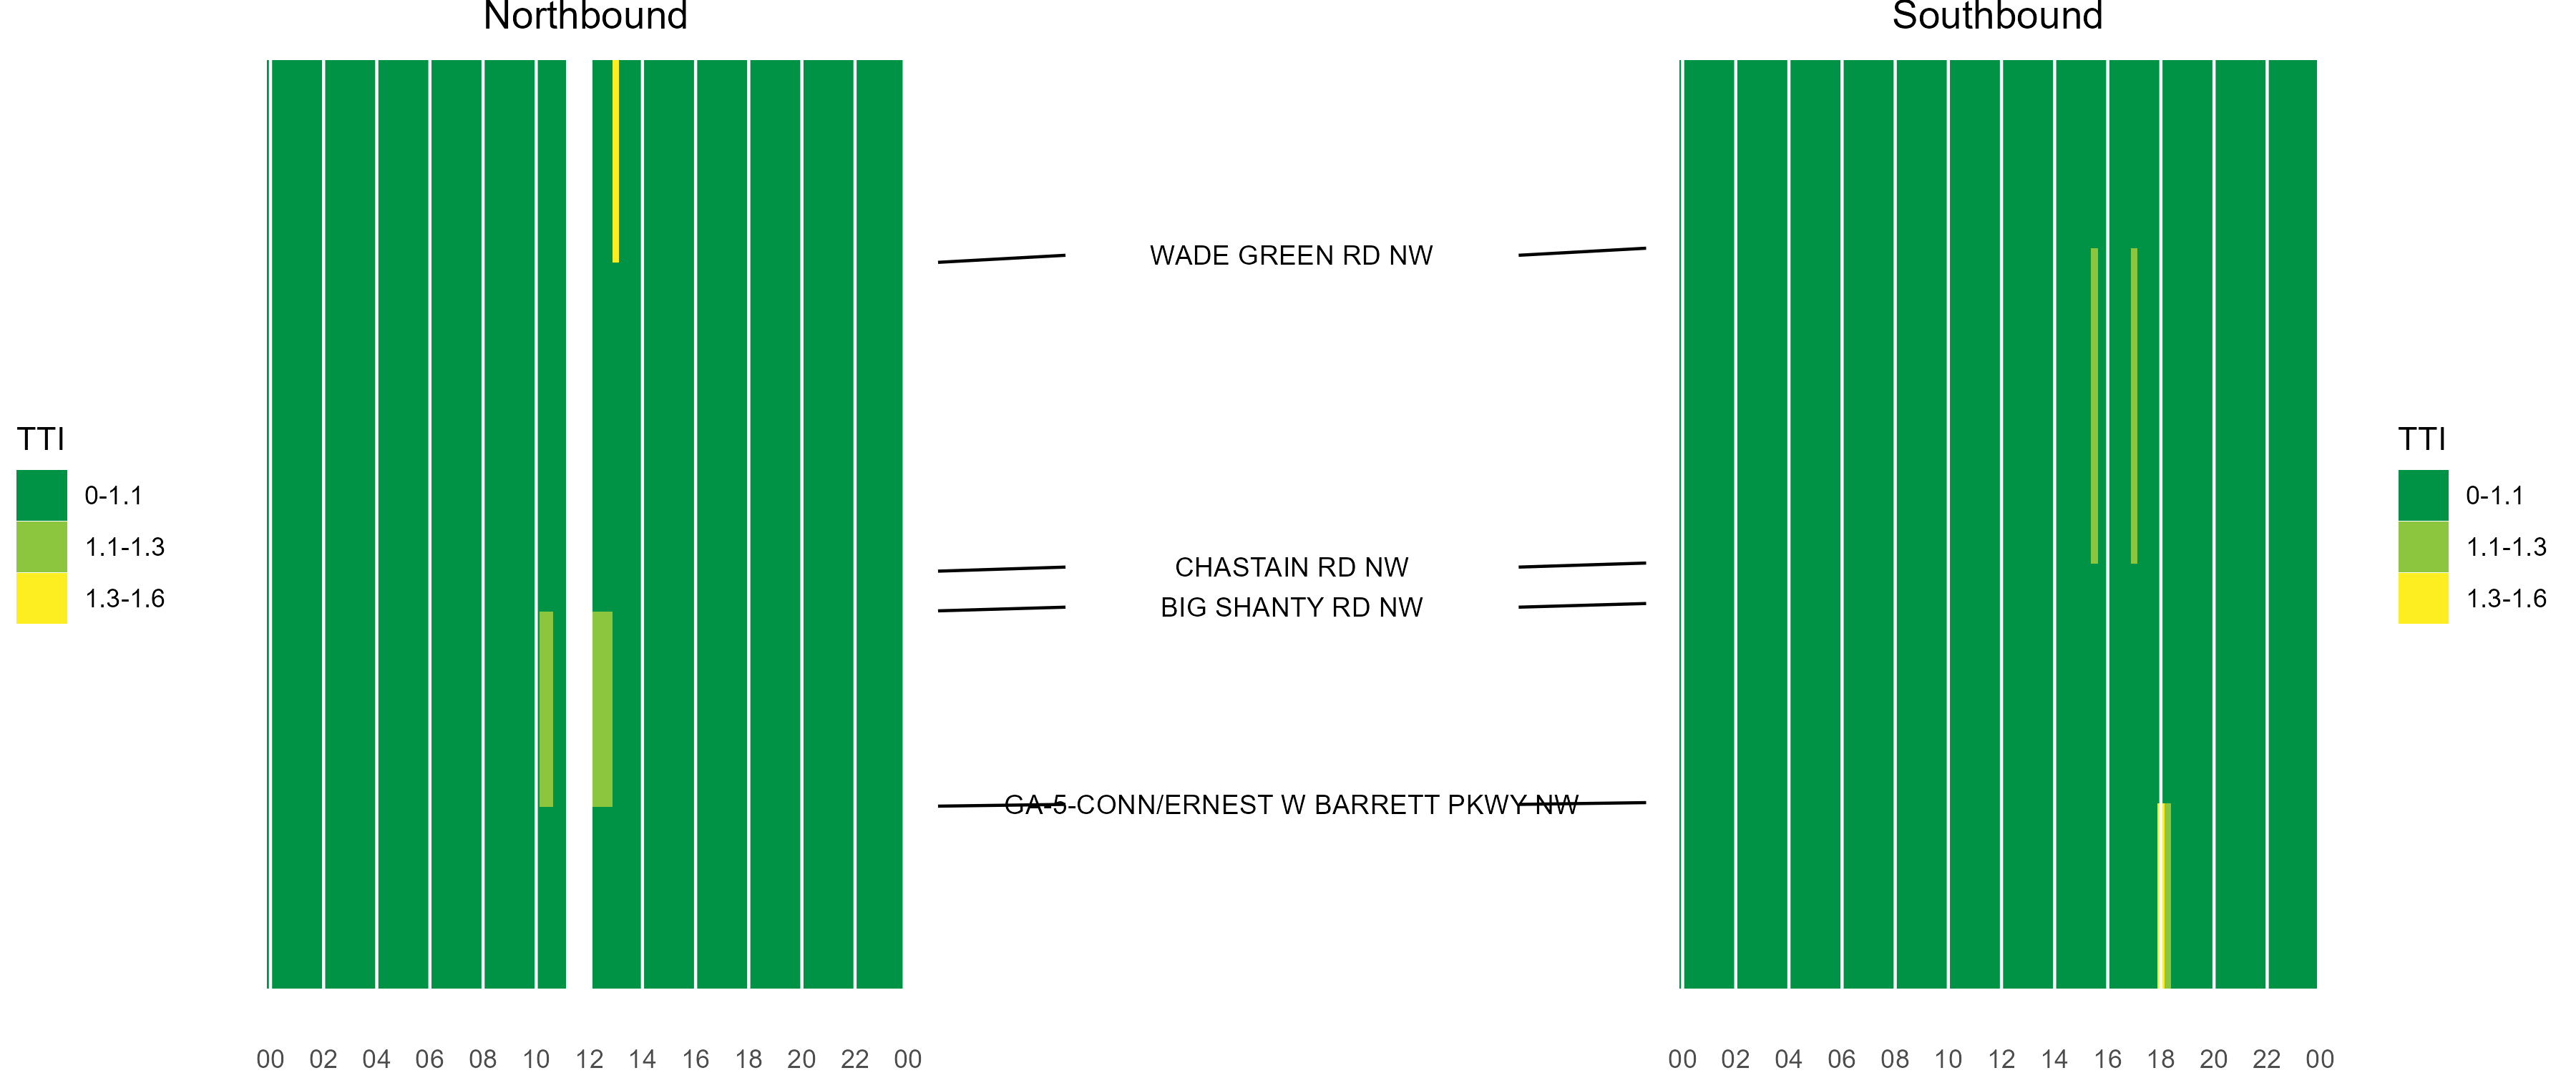 Northbound
Southbound
WADE GREEN RD NW
TTI
0-1.1
1.1-1.3
1.3-1.6
CHASTAIN RD NW
BIG SHANTY RD NW
GA-5-CONN/ERNEST W BARRETT PKWY NW
TTI
0-1.1
1.1-1.3
1.3-1.6
00 02 04 06 08 10 12 14 16 18 20 22 00
00 02 04 06 08 10 12 14 16 18 20 22 00